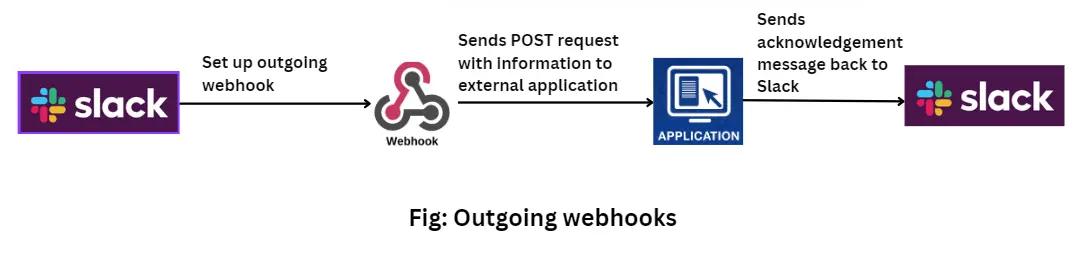 slack
Set up outgoing
webhook
Webhook
Sends POST request
with information to
external application
APPLICATION
Sends
acknowledgement
message back to
Slack
slack
Fig: Outgoing webhooks